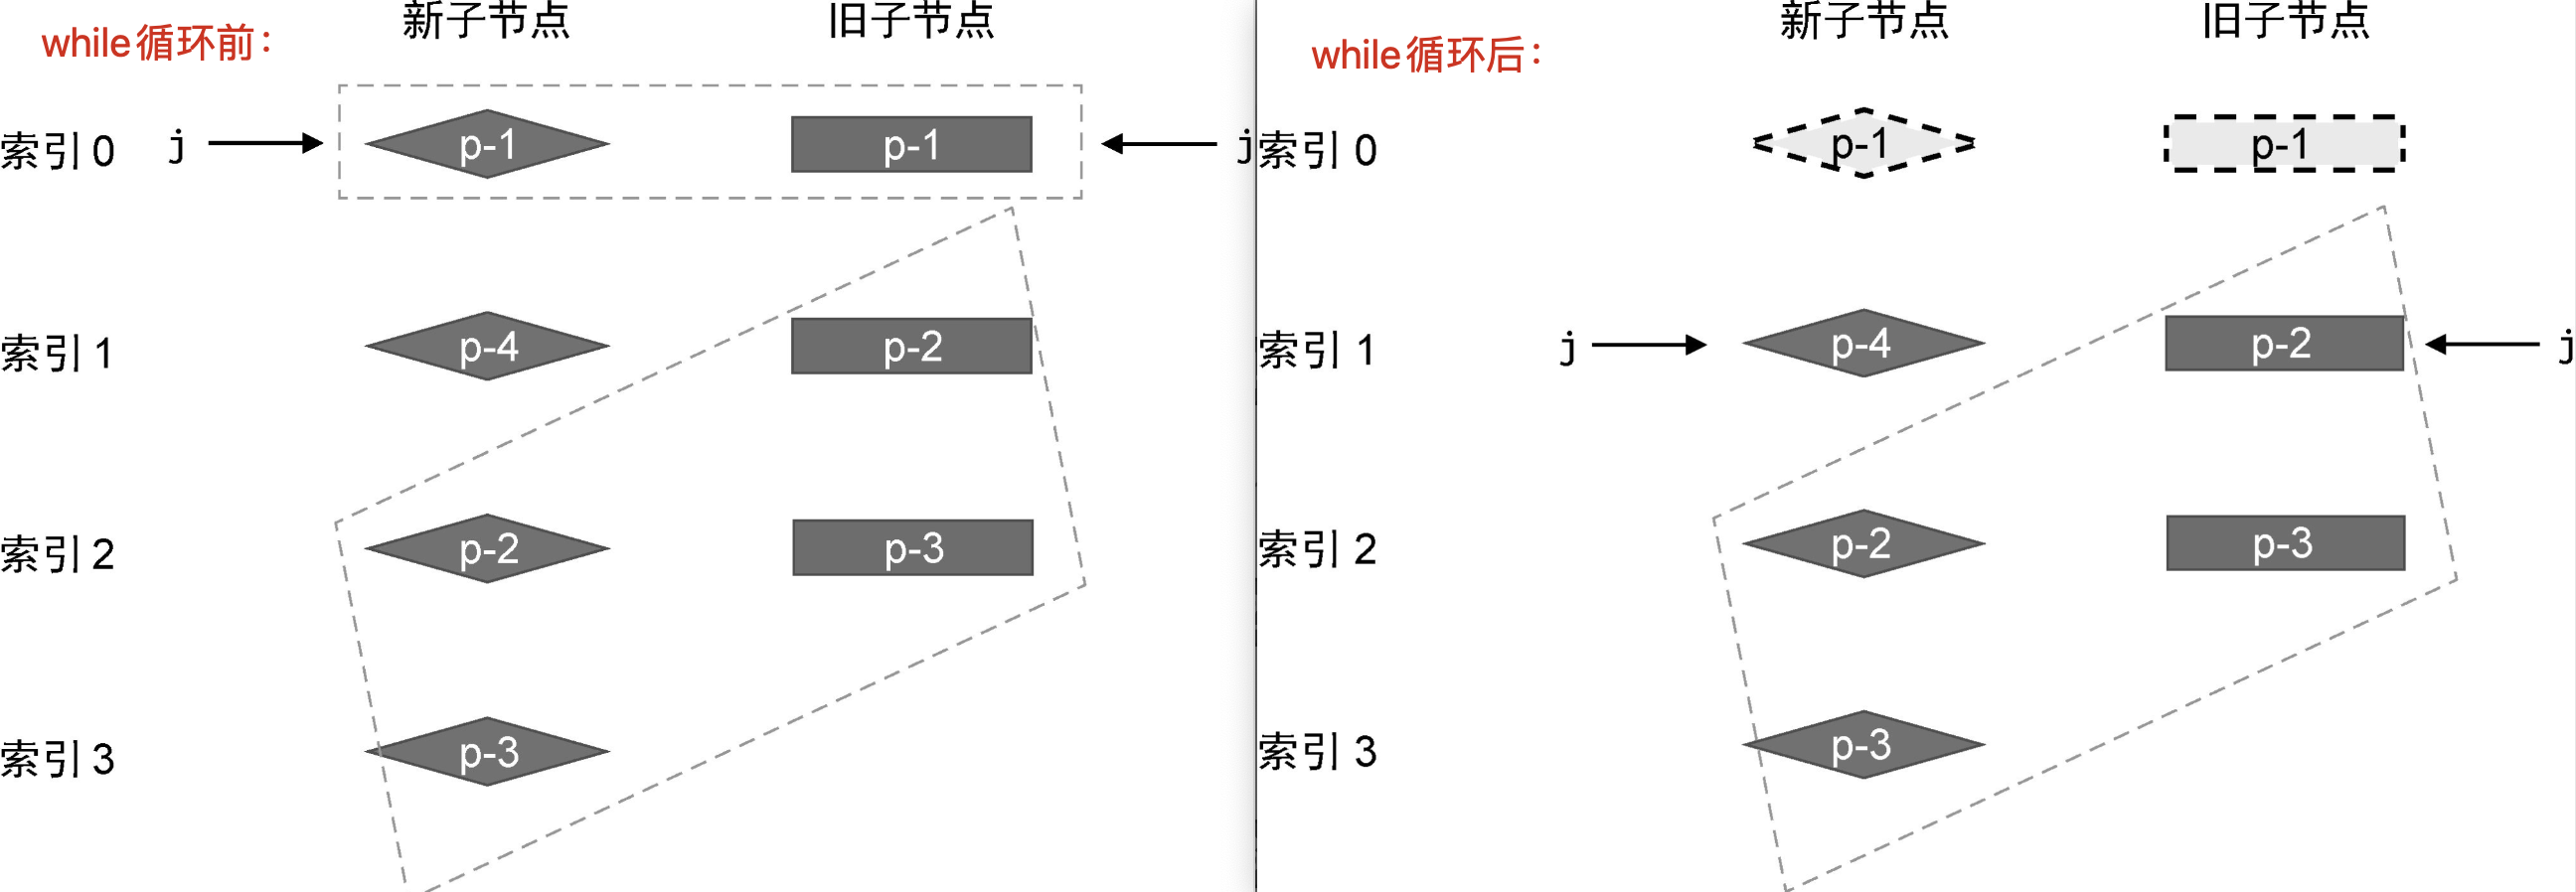 while循环前：
新子节点
旧子节点
索引 0
j
p-1
p-1
j
索引 1
p-4
p-2
索引 2
p-2
p-3
索引 3
p-3
while循环后：
新子节点
旧子节点
索引 0
p-1
p-1
索引 1
j
p-4
p-2
j
索引 2
p-2
p-3
索引 3
p-3